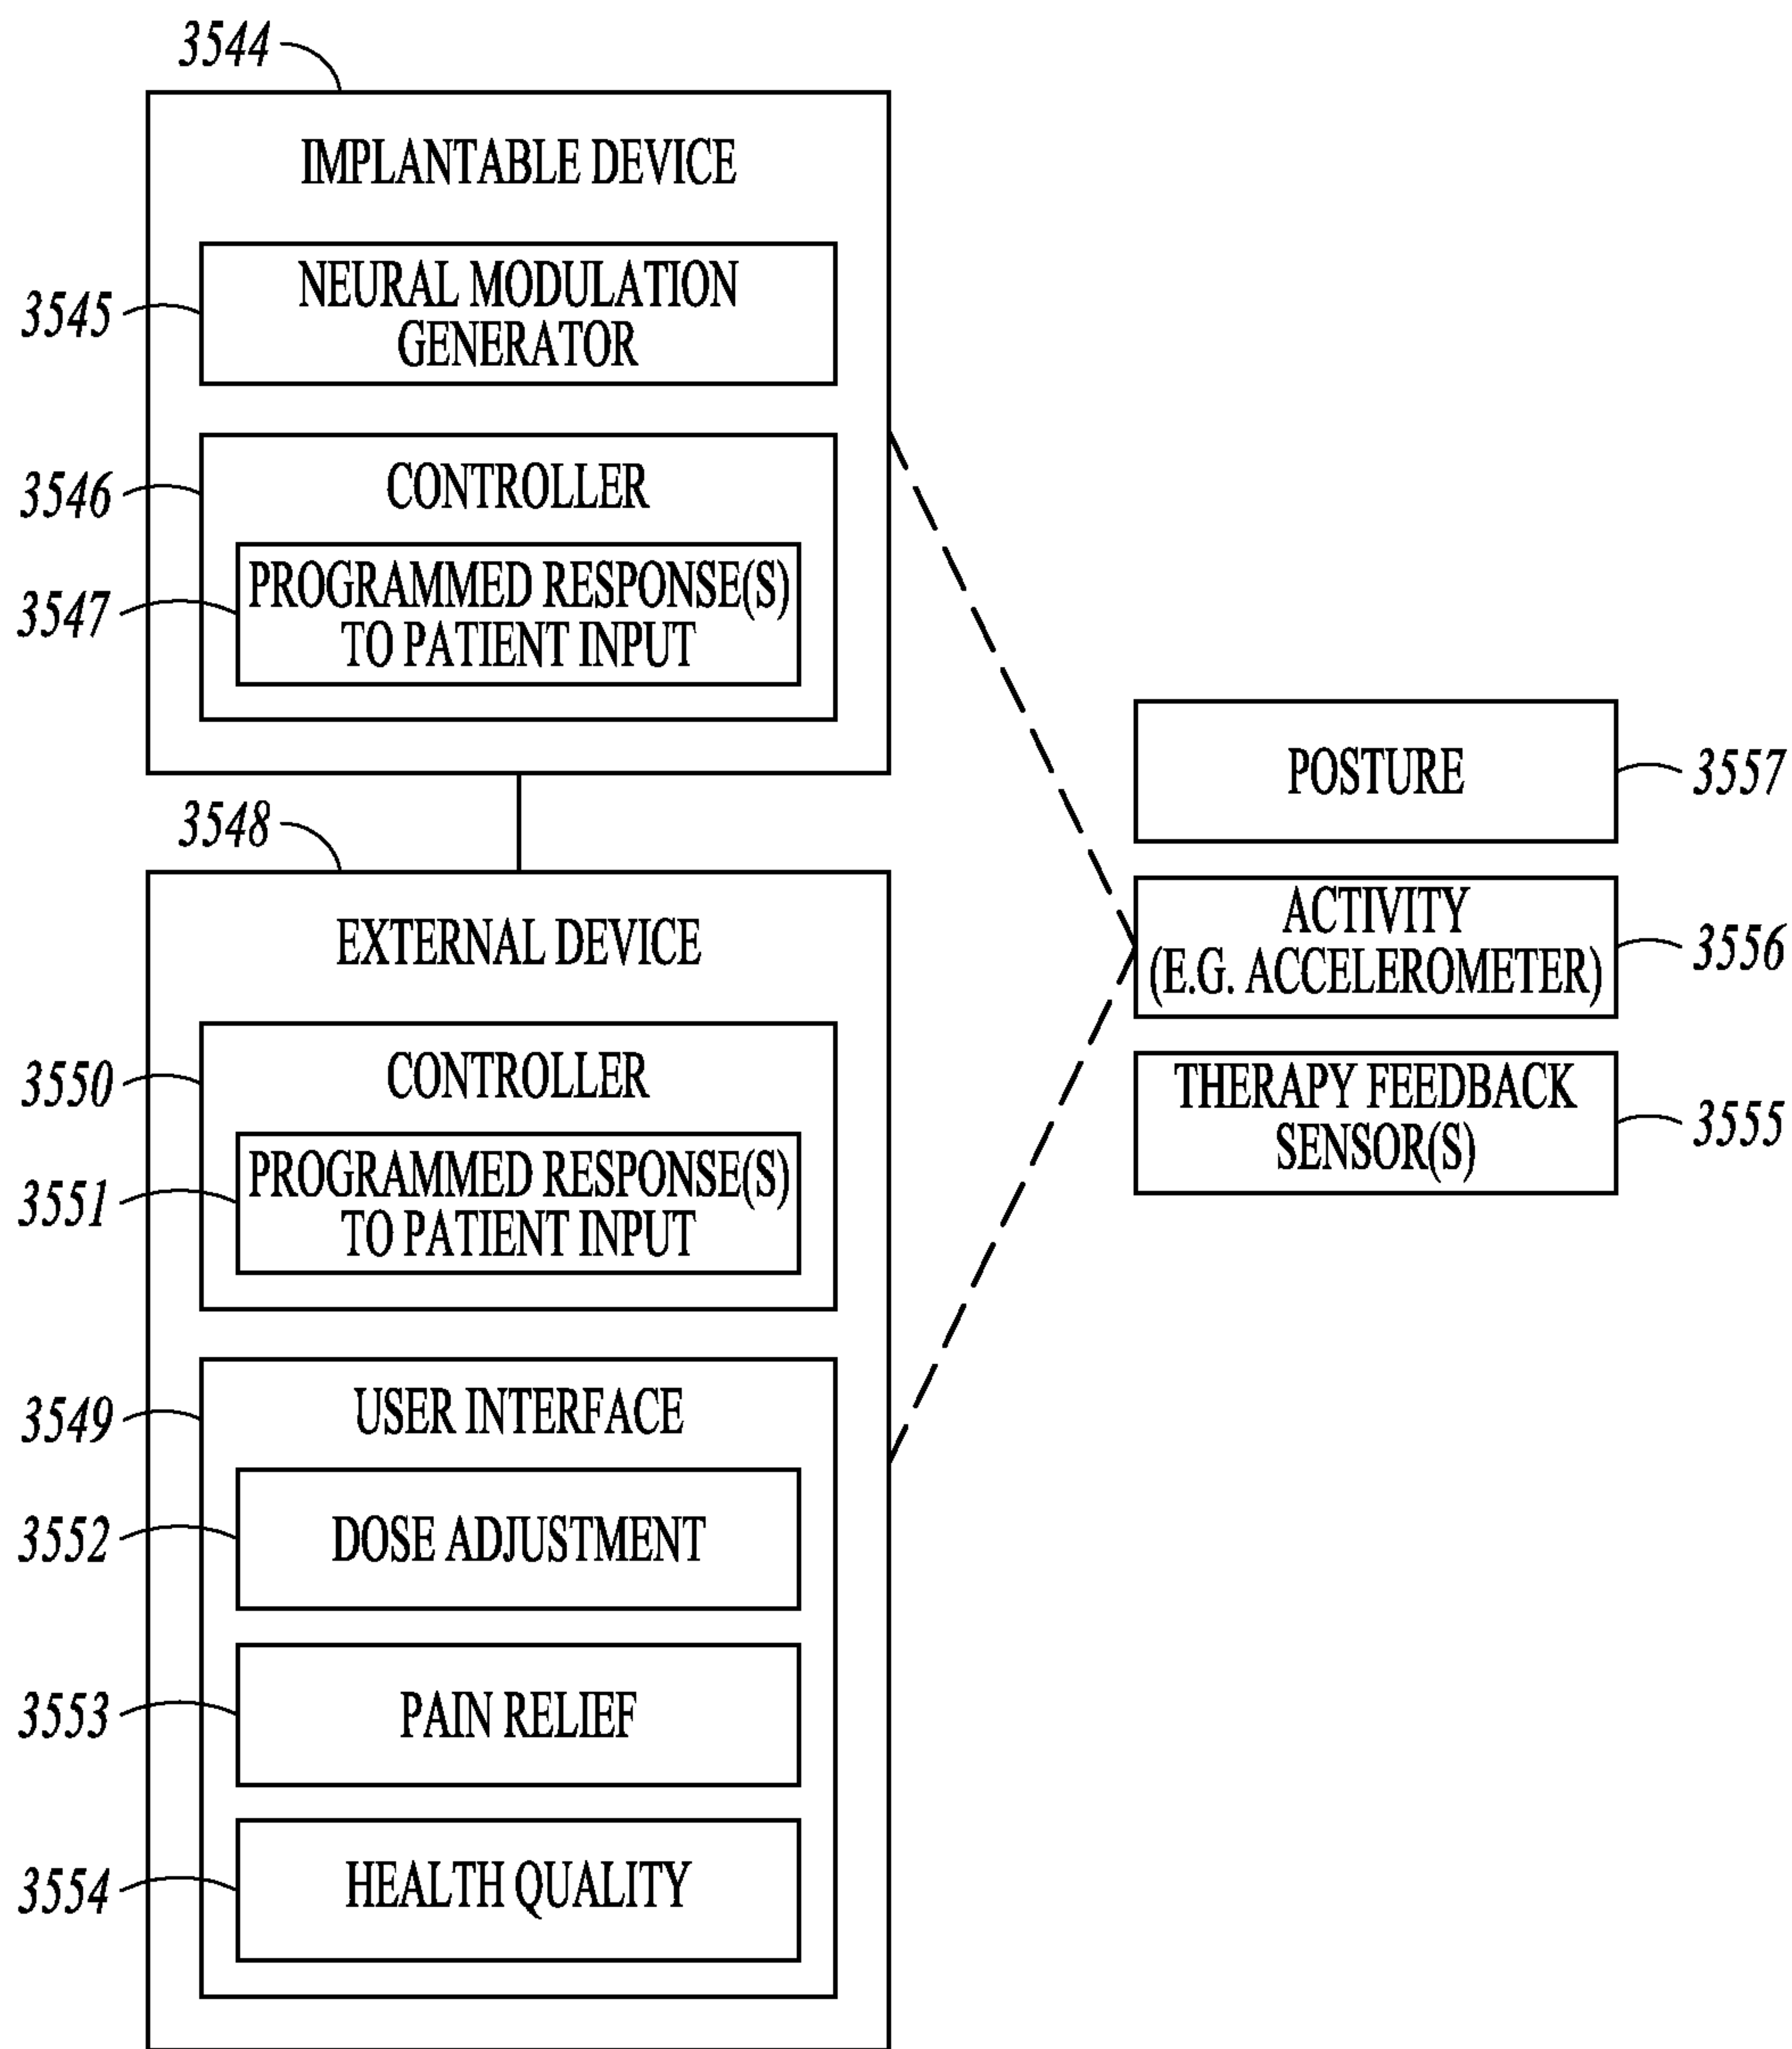 3544
IMPLANTABLE DEVICE
3545
NEURAL MODULATION
GENERATOR
3546
CONTROLLER
3547
PROGRAMMED RESPONSE(S)
TO PATIENT INPUT
3548
EXTERNAL DEVICE
3550
CONTROLLER
3551
PROGRAMMED RESPONSE(S)
TO PATIENT INPUT
3549
USER INTERFACE
3552
DOSE ADJUSTMENT
3553
PAIN RELIEF
3554
HEALTH QUALITY
POSTURE
3557
ACTIVITY
(E.G. ACCELEROMETER)
3556
THERAPY FEEDBACK
SENSOR(S)
3555